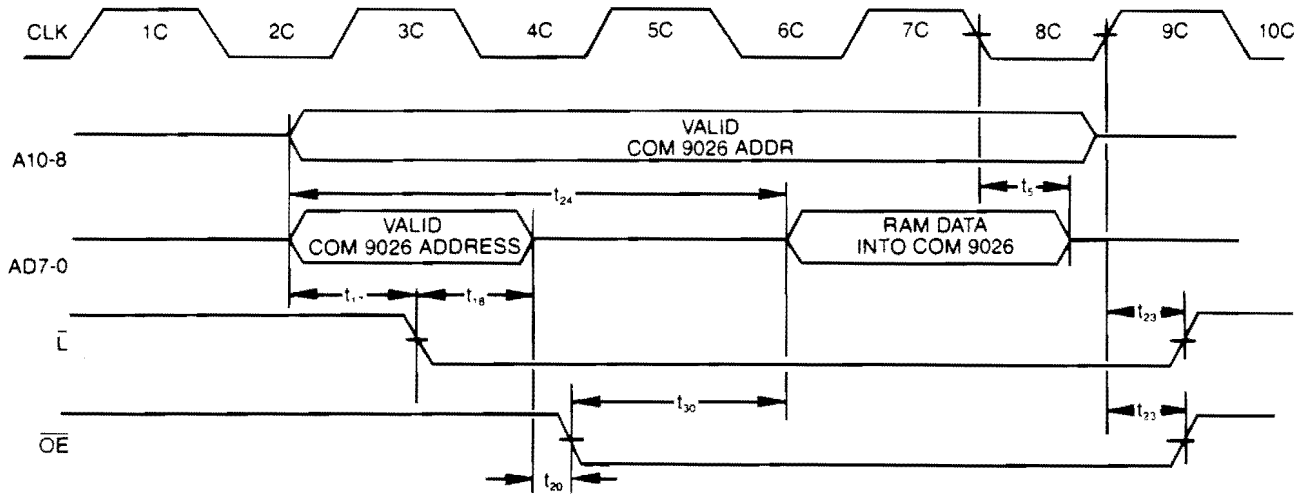 CLK 1C 2C 3C 4C 5C 6C 7C 8C 9C 10C
A10-8 VALID
COM 9026 ADDR
t24 t5
AD7-0 VALID
COM 9026 ADDRESS
RAM DATA
INTO COM 9026
t18
t23
L
t30
t23
OE
t20